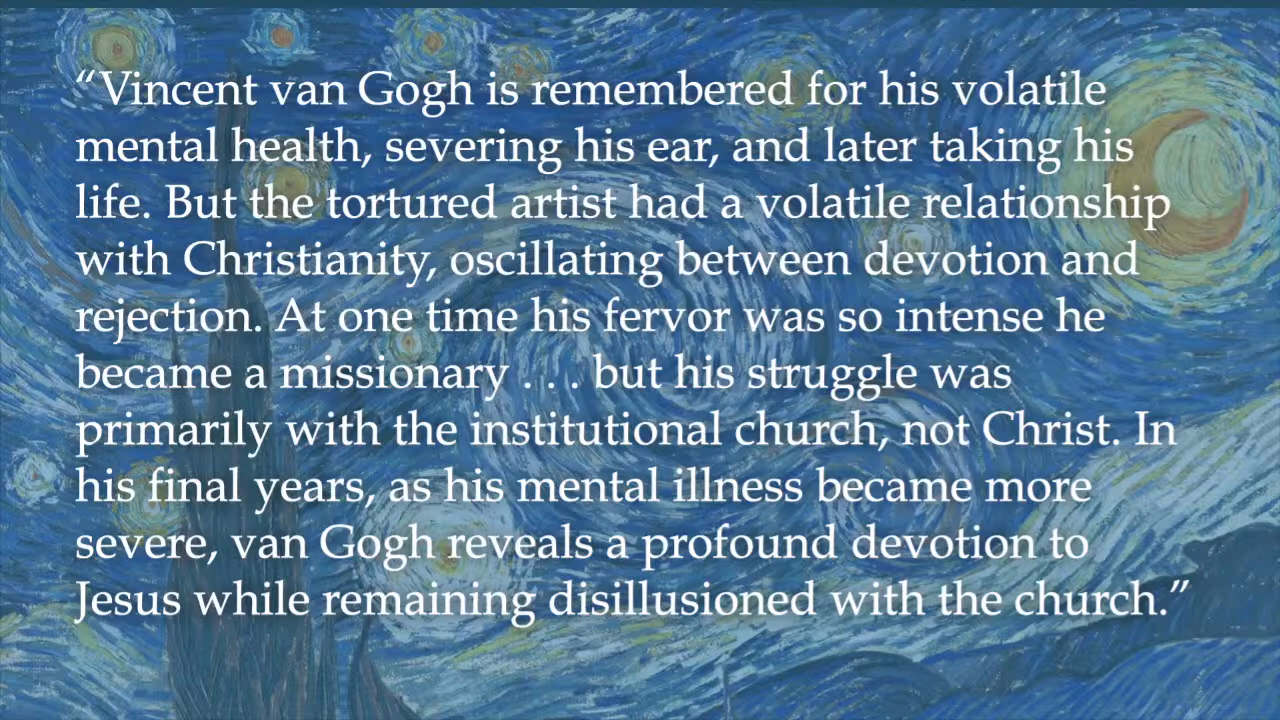 “Vincent van Gogh is remembered for his volatile
mental health, severing his ear, and later taking his
life. But the tortured artist had a volatile relationship
with Christianity, oscillating between devotion and
rejection. At one time his fervor was so intense he
became a missionary . . . but his struggle was
primarily with the institutional church, not Christ. In
his final years, as his mental illness became more
severe, van Gogh reveals a profound devotion to
Jesus while remaining disillusioned with the church.”